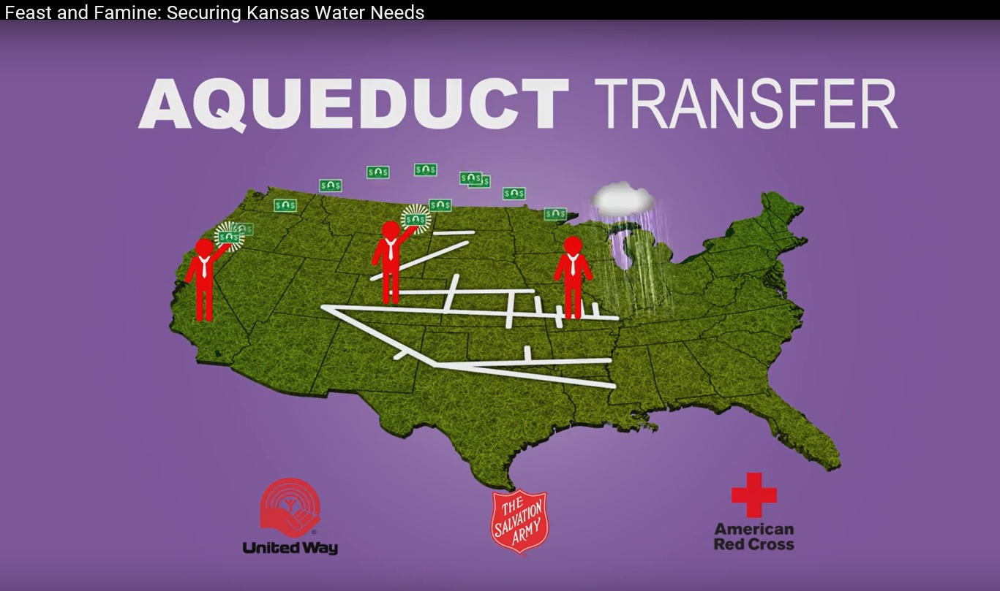 Feast and Famine: Securing Kansas Water Needs
AQUEDUCT TRANSFER
$ $
$ $
$ $
$ $
$
$ $
$ $
$ $
$ $
$ $
$ $
$ $
United Way
®
THE
SALVATION
ARMY
American
Red Cross